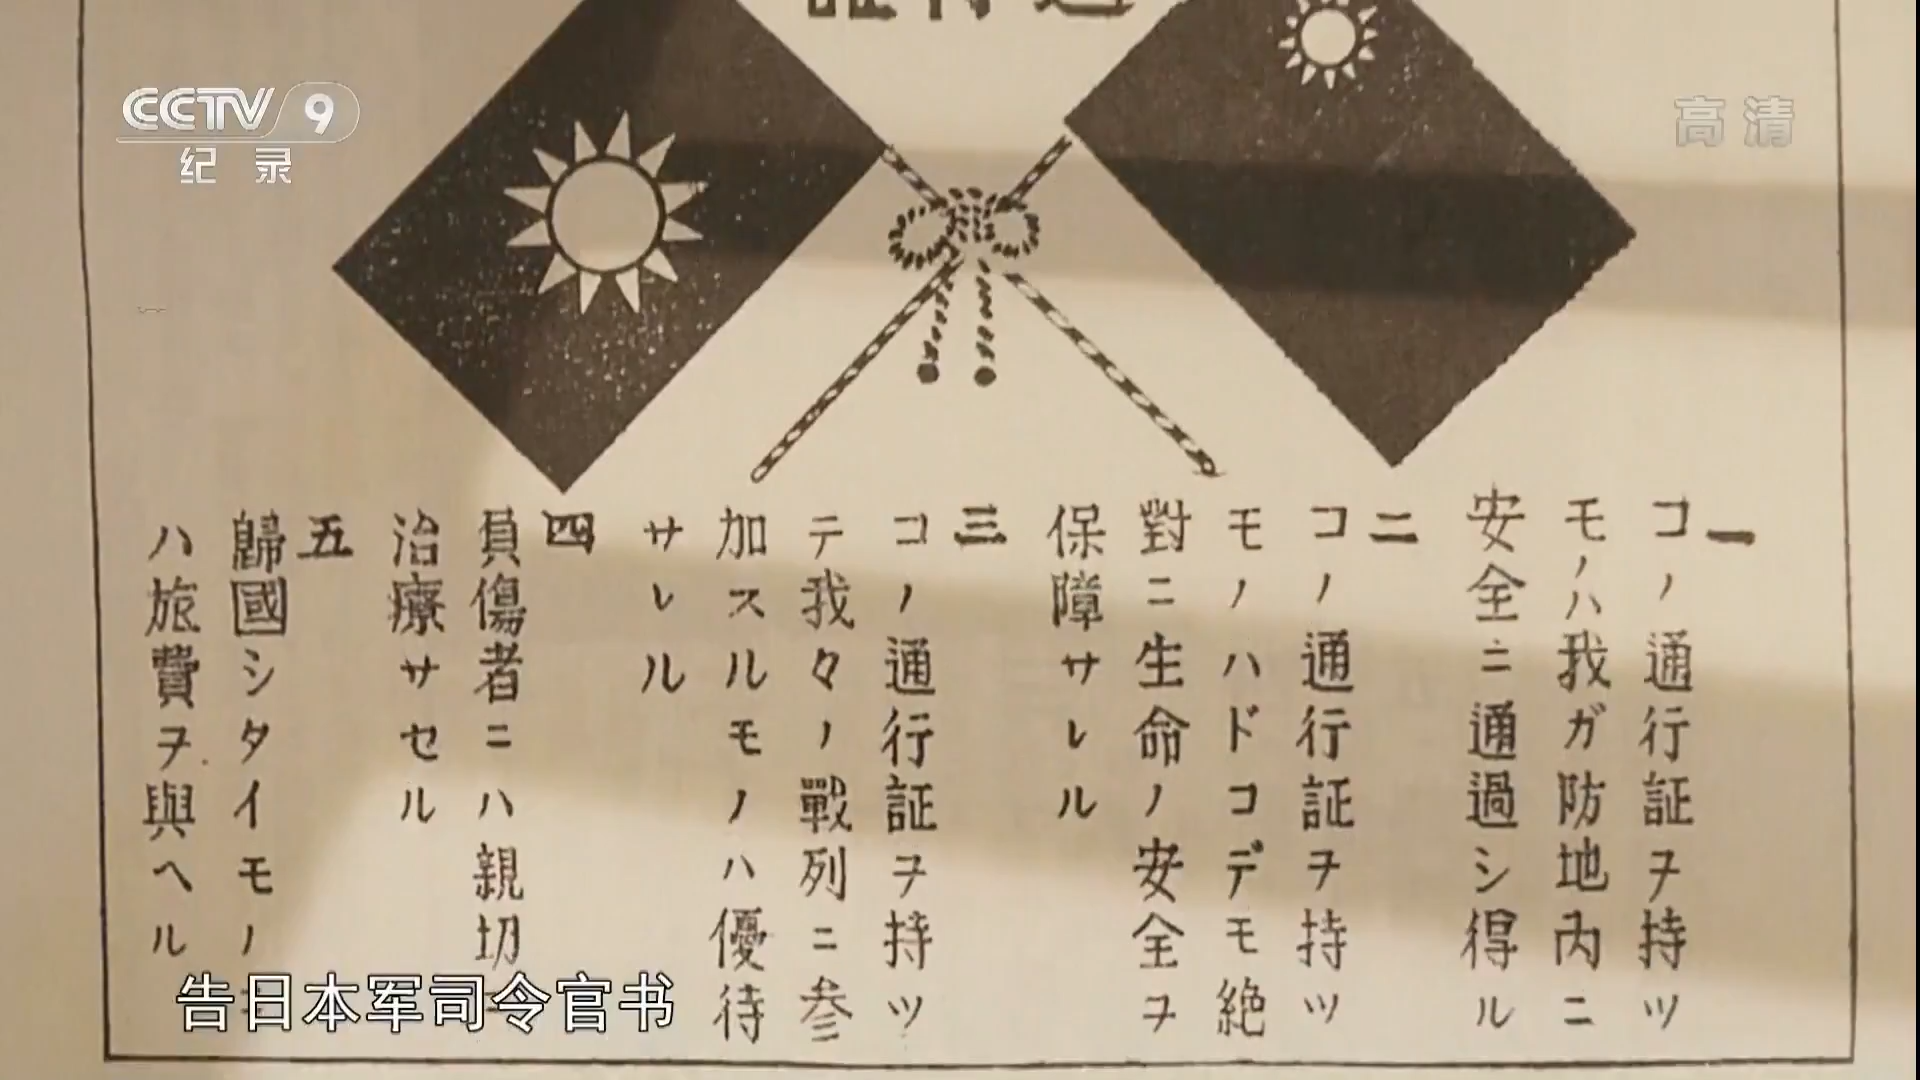 CCTV 9
纪录
高清
一
コノ通行証ヲ持ツ
モノハ我ガ防地內ニ
安全ニ通過シ得ル
二
コノ通行証ヲ持ツ
モノハドコデモ絶
對ニ生命ノ安全ヲ
保障サレル
三
コノ通行証ヲ持ツ
テ我々ノ戰列ニ参
加スルモノハ優待
サレル
四
負傷者ニハ親切
治療サセル
五
歸國シタイモノ
ハ旅費ヲ與ヘル
告日本军司令官书